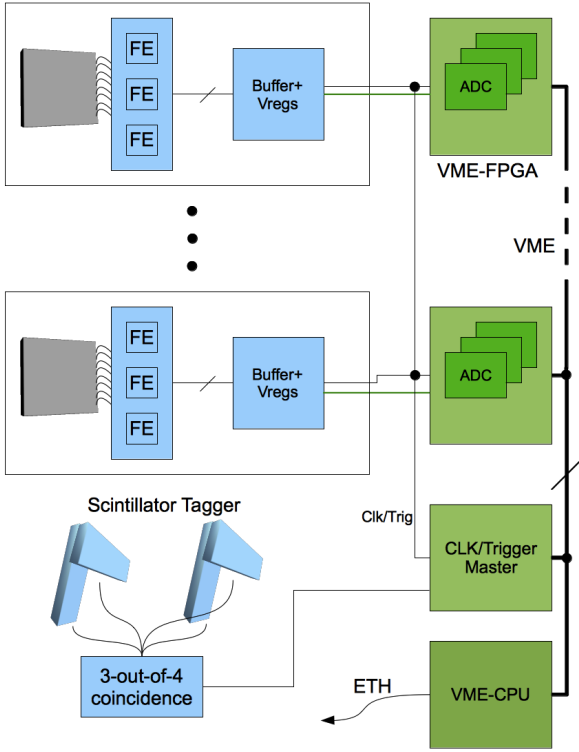 FE
FE
FE
Buffer+
Vregs
ADC
VME-FPGA
VME
FE
FE
FE
Buffer+
Vregs
ADC
Scintillator Tagger
Clk/Trig
CLK/Trigger
Master
3-out-of-4
coincidence
ETH
VME-CPU